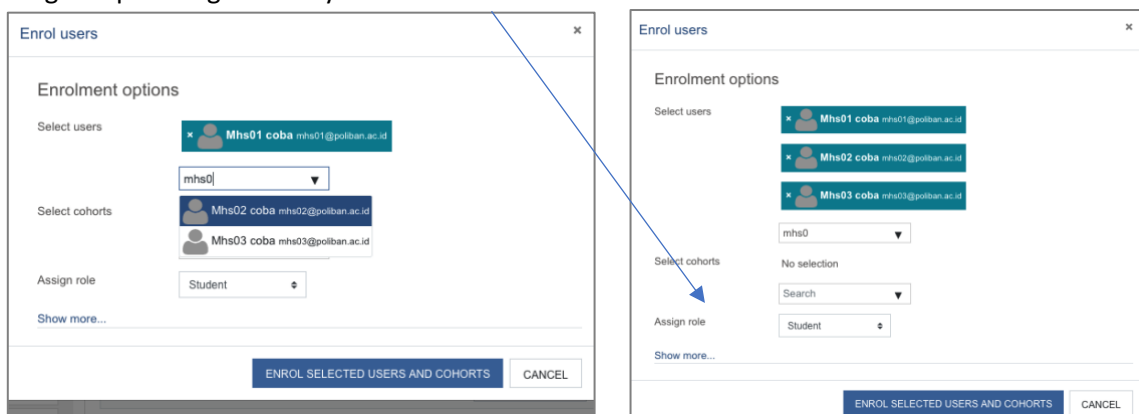 Enrol users
×
Enrolment options
Select users
× Mhs01 coba mhs01@poliban.ac.id
mhs0
Mhs02 coba mhs02@poliban.ac.id
Select cohorts
Mhs03 coba mhs03@poliban.ac.id
Assign role
Student
Show more...
ENROL SELECTED USERS AND COHORTS
CANCEL
Enrol users
×
Enrolment options
Select users
× Mhs01 coba mhs01@poliban.ac.id
× Mhs02 coba mhs02@poliban.ac.id
× Mhs03 coba mhs03@poliban.ac.id
mhs0
Select cohorts
No selection
Search
Assign role
Student
Show more...
ENROL SELECTED USERS AND COHORTS
CANCEL